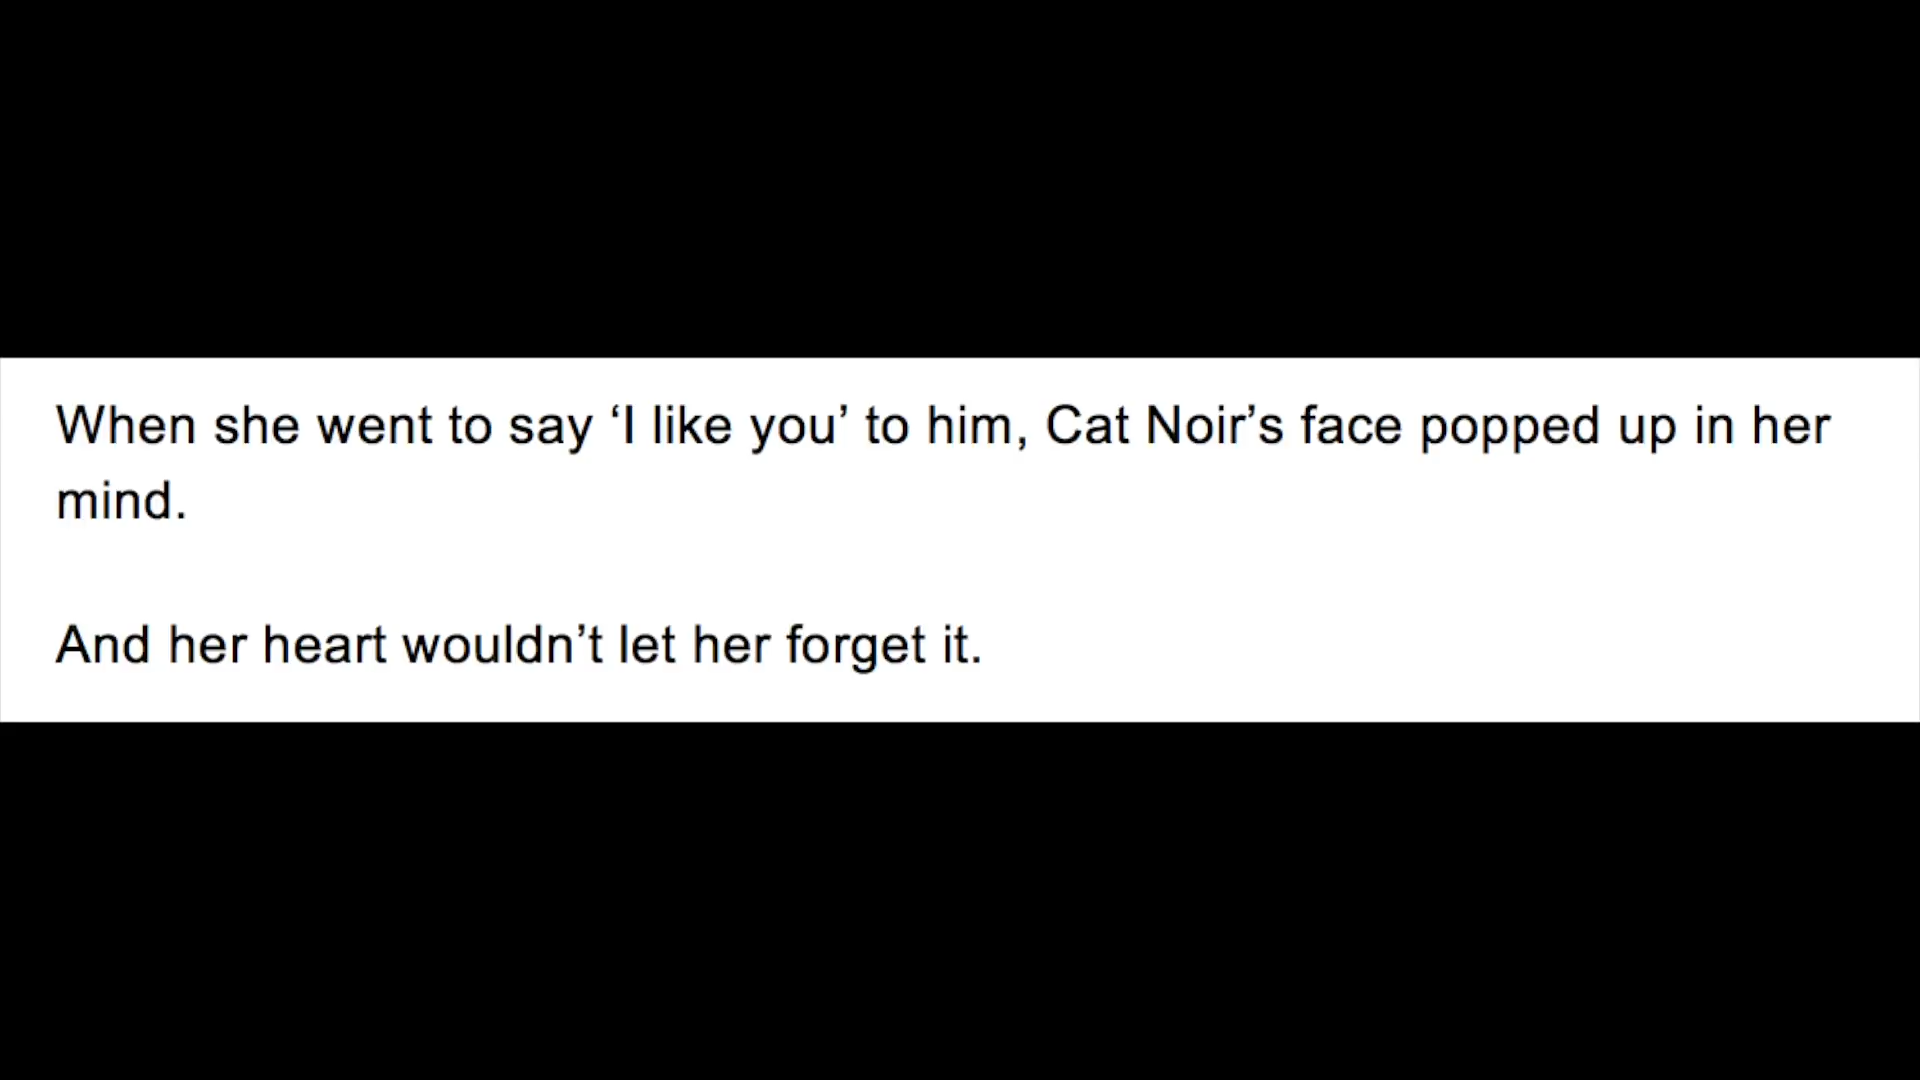 When she went to say ‘I like you’ to him, Cat Noir’s face popped up in her
mind.
And her heart wouldn’t let her forget it.